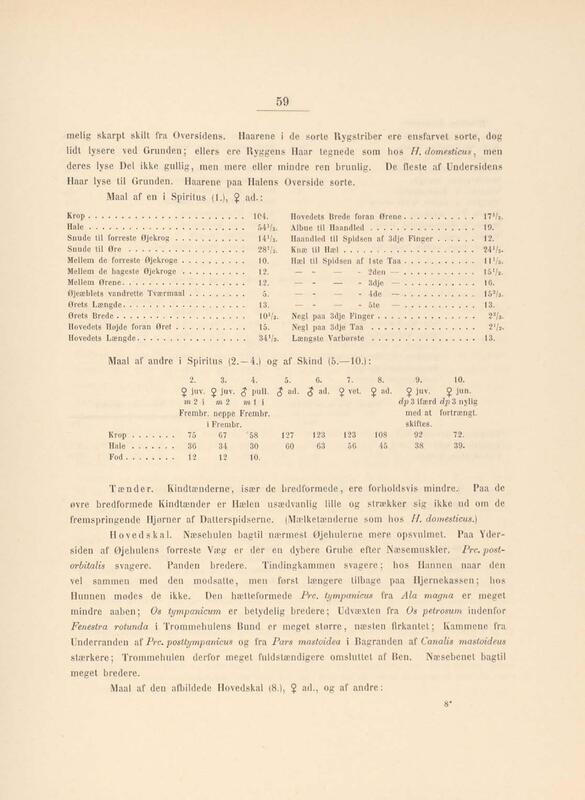 59
melig skarpt skilt fra Oversidens. Haarene i de sorte Rygstriber ere ensfarvet sorte, dog
lidt lysere ved Grunden; ellers ere Ryggens Haar tegnede som hos H. domesticus, men
deres lyse Del ikke gullig, men mere eller mindre ren brunlig. De fleste af Undersidens
Haar lyse til Grunden. Haarene paa Halens Overside sorte.
Maal af en i Spiritus (1.), ♀ ad.:
Krop . . . . . . . . 104.
Hale . . . . . . . . 54½.
Snude til forreste Øjekrog . . . . . . . . 14½.
Snude til Øre . . . . . . . . 28½.
Mellem de forreste Øjekroge . . . . . . . . 10.
Mellem de bageste Øjekroge . . . . . . . . 12.
Mellem Ørene . . . . . . . . 12.
Øjeæblets vandrette Tværmaal . . . . . . . . 5.
Ørets Længde . . . . . . . . 13.
Ørets Brede . . . . . . . . 10½.
Hovedets Højde foran Øret . . . . . . . . 15.
Hovedets Længde . . . . . . . . 34½.
Hovedets Brede foran Ørene . . . . . . . . 17½.
Albue til Haandled . . . . . . . . 19.
Haandled til Spidsen af 3dje Finger . . . . . . . . 12.
Knæ til Hæl . . . . . . . . 24½.
Hæl til Spidsen af 1ste Taa . . . . . . . . 11½.
— - — - 2den — . . . . . . . . 15½.
— - — - 3dje — . . . . . . . . 16.
— - — - 4de — . . . . . . . .
— - — - 5te — . . . . . . . . 13.
Negl paa 3dje Finger . . . . . . . .
Negl paa 3dje Taa . . . . . . . .
Længste Varbørste . . . . . . . . 13.
Maal af andre i Spiritus (2.—4.) og af Skind (5.—10.):
2. 3. 4. 5. 6. 7. 8. 9. 10.
♀ juv. ♀ juv. ♂ pull. ♂ ad. ♂ ad. ♀ vet. ♀ ad. ♀ juv. ♀ jun.
m 2 i m 2 m 1 i dp 3 ifærd dp 3 nylig
Frembr. neppe Frembr. med at fortrængt.
i Frembr. skiftes.
Krop . . . . . . . 75 67 58 127 123 123 108 92 72.
Hale . . . . . . . 36 34 30 60 63 56 45 38 39.
Fod . . . . . . . . 12 12 10.
Tænder. Kindtænderne, især de bredformede, ere forholdsvis mindre. Paa de
øvre bredformede Kindtænder er Hælen usædvanlig lille og strækker sig ikke ud om de
fremspringende Hjørner af Datterspidserne. (Mælketænderne som hos H. domesticus.)
Hovedskal. Næsehulen bagtil nærmest Øjehulerne mere opsvulmet. Paa Yder-
siden af Øjehulens forreste Væg er der en dybere Grube efter Næsemuskler. Prc. post-
orbitalis svagere. Panden bredere. Tindingkammen svagere; hos Hannen naar den
vel sammen med den modsatte, men først længere tilbage paa Hjernekassen; hos
Hunnen mødes de ikke. Den hætteformede Prc. tympanicus fra Ala magna er meget
mindre aaben; Os tympanicum er betydelig bredere; Udvæxten fra Os petrosum indenfor
Fenestra rotunda i Trommehulens Bund er meget større, næsten firkantet; Kammene fra
Underranden af Prc. posttympanicus og fra Pars mastoidea i Bagranden af Canalis mastoideus
stærkere; Trommehulen derfor meget fuldstændigere omsluttet af Ben. Næsebenet bagtil
meget bredere.
Maal af den afbildede Hovedskal (8.), ♀ ad., og af andre:
8*